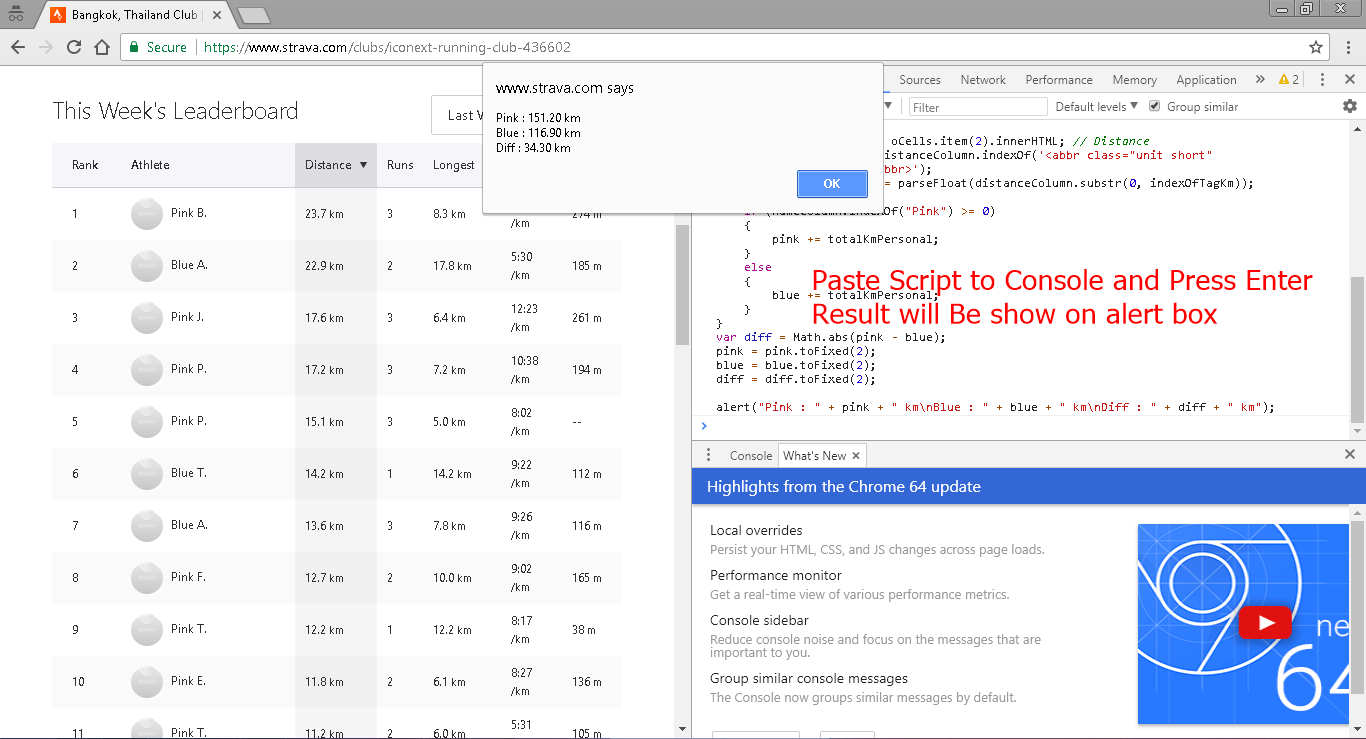 Bangkok, Thailand Club |
Secure
https://www.strava.com/clubs/iconext-running-club-436602
This Week's Leaderboard
Last
Rank Athlete Distance ▼ Runs Longest
1 Pink B. 23.7 km 3 8.3 km /km 274 m
2 Blue A. 22.9 km 2 17.8 km 5:30 /km 185 m
3 Pink J. 17.6 km 3 6.4 km 12:23 /km 261 m
4 Pink P. 17.2 km 3 7.2 km 10:38 /km 194 m
5 Pink P. 15.1 km 3 5.0 km 8:02 /km --
6 Blue T. 14.2 km 1 14.2 km 9:22 /km 112 m
7 Blue A. 13.6 km 3 7.8 km 9:26 /km 116 m
8 Pink F. 12.7 km 2 10.0 km 9:02 /km 165 m
9 Pink T. 12.2 km 1 12.2 km 8:17 /km 38 m
10 Pink E. 11.8 km 2 6.1 km 8:27 /km 136 m
11 Pink T. 11.2 km 2 6.0 km 5:31 105 m
www.strava.com says
Pink : 151.20 km
Blue : 116.90 km
Diff : 34.30 km
OK
Sources Network Performance Memory Application » 2
Filter Default levels ▼ Group similar
oCells.item(2).innerHTML; // Distance
istanceColumn.indexOf('<abbr class="unit short"
bbr>');
= parseFloat(distanceColumn.substr(0, indexOfTagKm));
if (nameColumn.indexOf("Pink") >= 0)
{
pink += totalKmPersonal;
}
else
{
blue += totalKmPersonal;
}
}
var diff = Math.abs(pink - blue);
pink = pink.toFixed(2);
blue = blue.toFixed(2);
diff = diff.toFixed(2);
alert("Pink : " + pink + " km\nBlue : " + blue + " km\nDiff : " + diff + " km");
Paste Script to Console and Press Enter
Result will Be show on alert box
Console What's New
Highlights from the Chrome 64 update
Local overrides
Persist your HTML, CSS, and JS changes across page loads.
Performance monitor
Get a real-time view of various performance metrics.
Console sidebar
Reduce console noise and focus on the messages that are
important to you.
Group similar console messages
The Console now groups similar messages by default.
ne
64